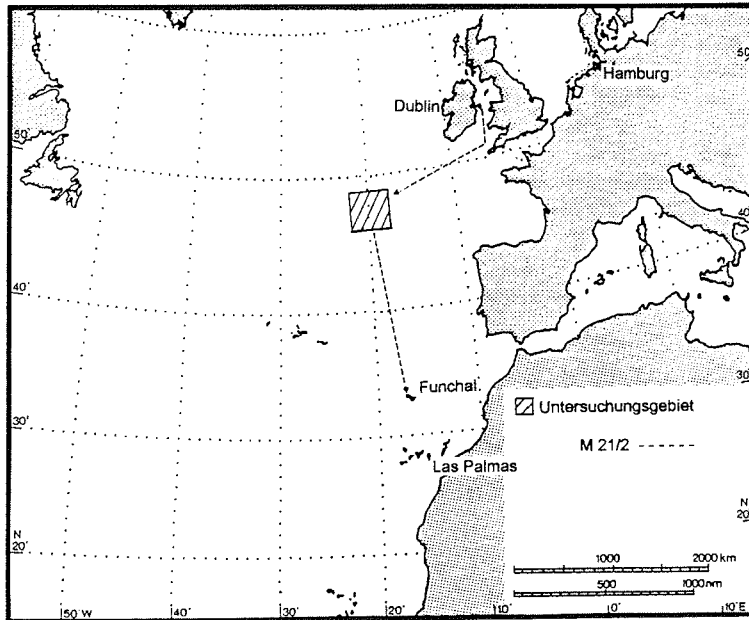 Hamburg
Dublin
50°
50°
40°
40°
Funchal
30°
30°
Untersuchungsgebiet
M 21/2
Las Palmas
N
20°
N
20°
1000 2000 km
500 1000 nm
50 W 40° 30° 20° 10° 0° 10°E